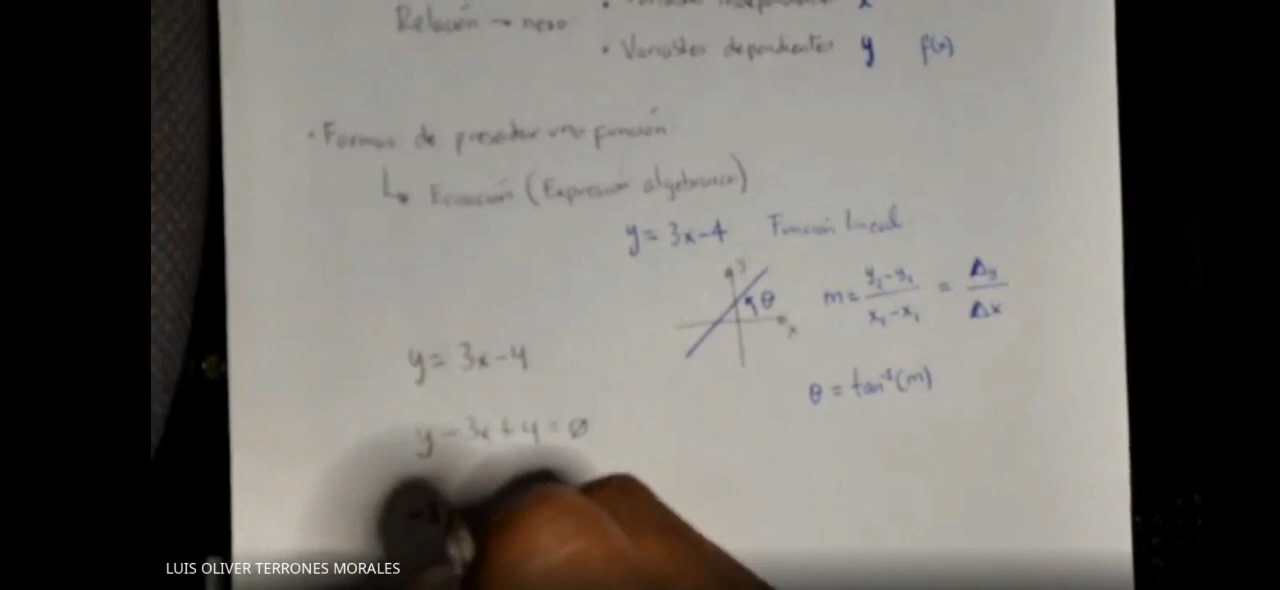 Relación → nexo
• Variables dependientes y f(x)
• Formas de presentar una función
↳ Ecuación (Expresión algebraica)
y = 3x-4 Función lineal
y
θ
x
m = y₂-y₁ / x₂-x₁ = Δy / Δx
y = 3x-4
θ = tan⁻¹(m)
y - 3x + 4 = 0
LUIS OLIVER TERRONES MORALES